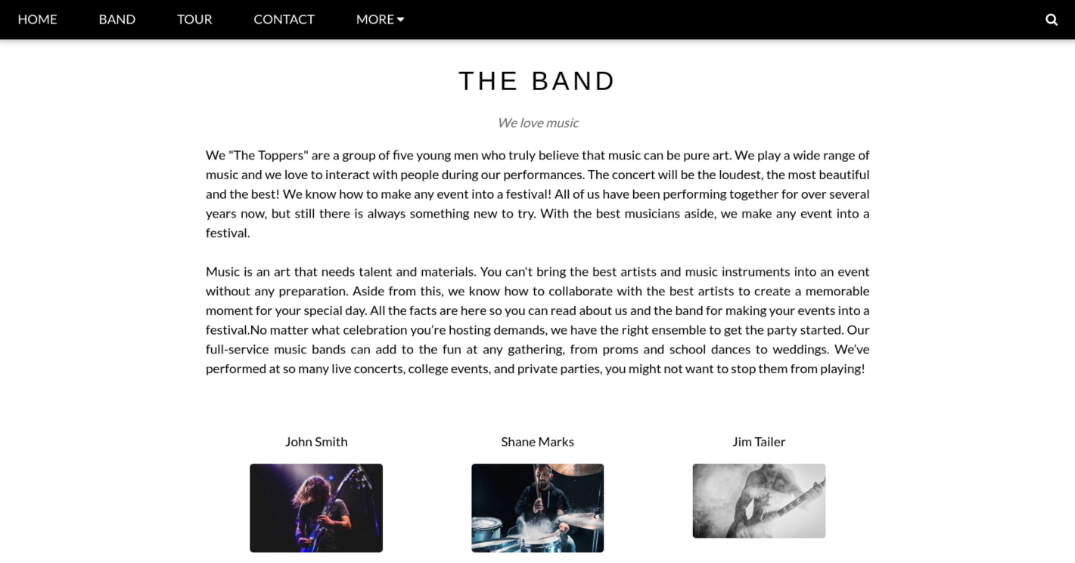 HOME BAND TOUR CONTACT MORE
THE BAND
We love music
We "The Toppers" are a group of five young men who truly believe that music can be pure art. We play a wide range of
music and we love to interact with people during our performances. The concert will be the loudest, the most beautiful
and the best! We know how to make any event into a festival! All of us have been performing together for over several
years now, but still there is always something new to try. With the best musicians aside, we make any event into a
festival.
Music is an art that needs talent and materials. You can't bring the best artists and music instruments into an event
without any preparation. Aside from this, we know how to collaborate with the best artists to create a memorable
moment for your special day. All the facts are here so you can read about us and the band for making your events into a
festival.No matter what celebration you’re hosting demands, we have the right ensemble to get the party started. Our
full-service music bands can add to the fun at any gathering, from proms and school dances to weddings. We’ve
performed at so many live concerts, college events, and private parties, you might not want to stop them from playing!
John Smith Shane Marks Jim Tailer